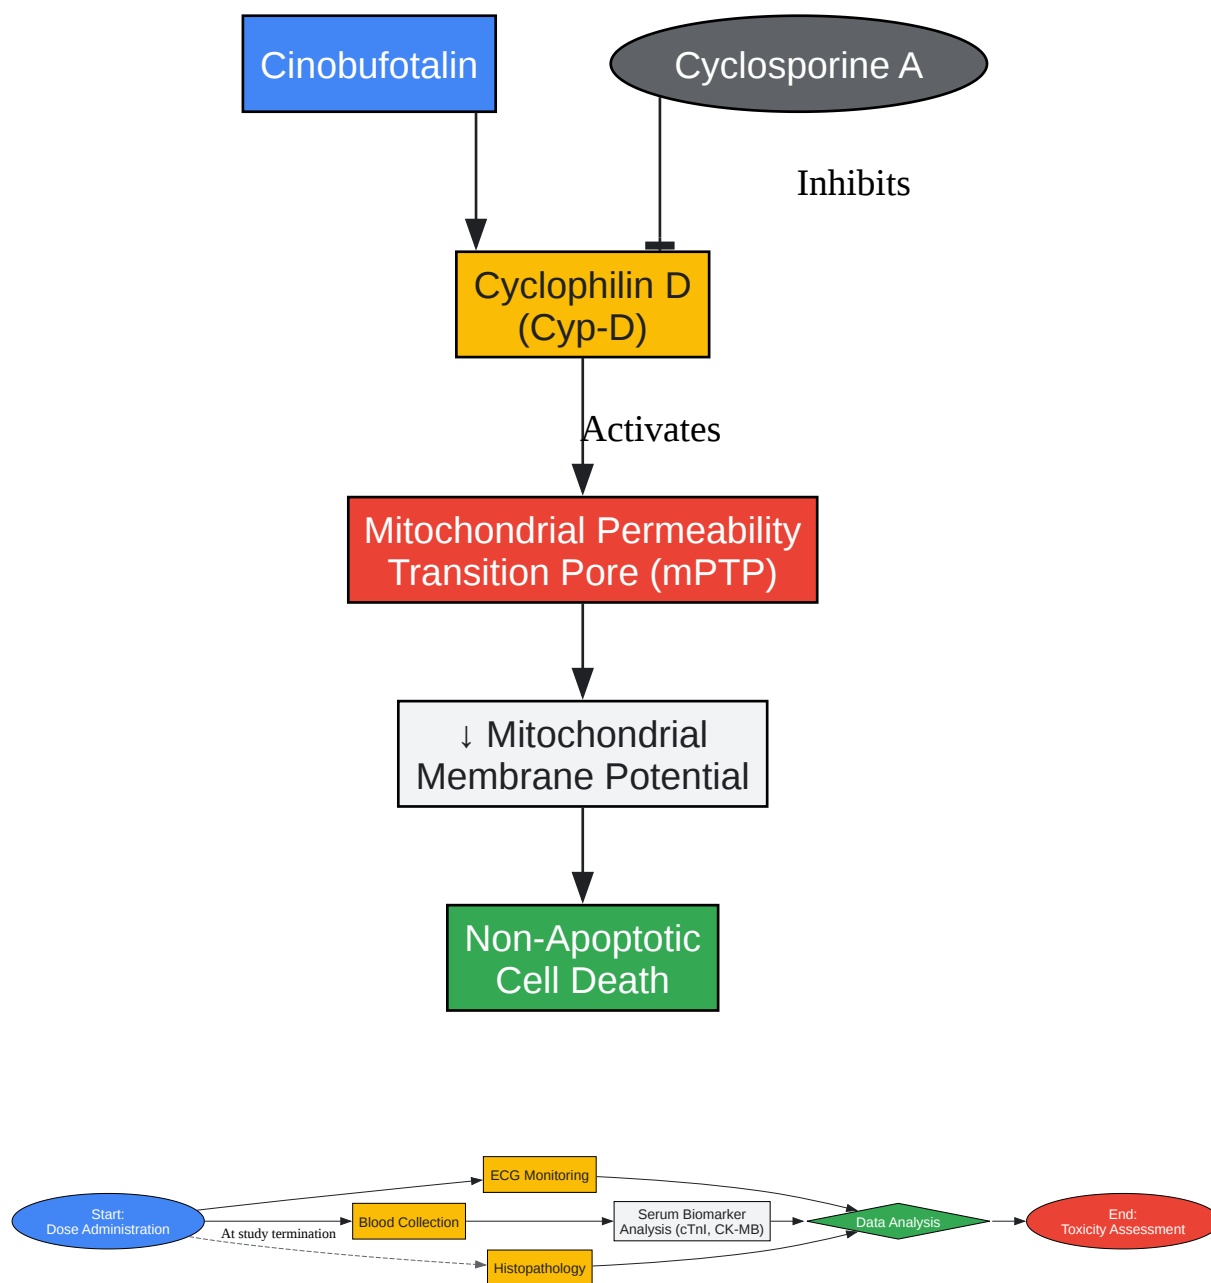 Cinobufotalin
Cyclosporine A
Inhibits
Cyclophilin D
(Cyp-D)
Activates
Mitochondrial Permeability
Transition Pore (mPTP)
↓ Mitochondrial
Membrane Potential
Non-Apoptotic
Cell Death
ECG Monitoring
Start:
Dose Administration
At study termination
Blood Collection
Serum Biomarker
Analysis (cTnI, CK-MB)
Data Analysis
End:
Toxicity Assessment
Histopathology